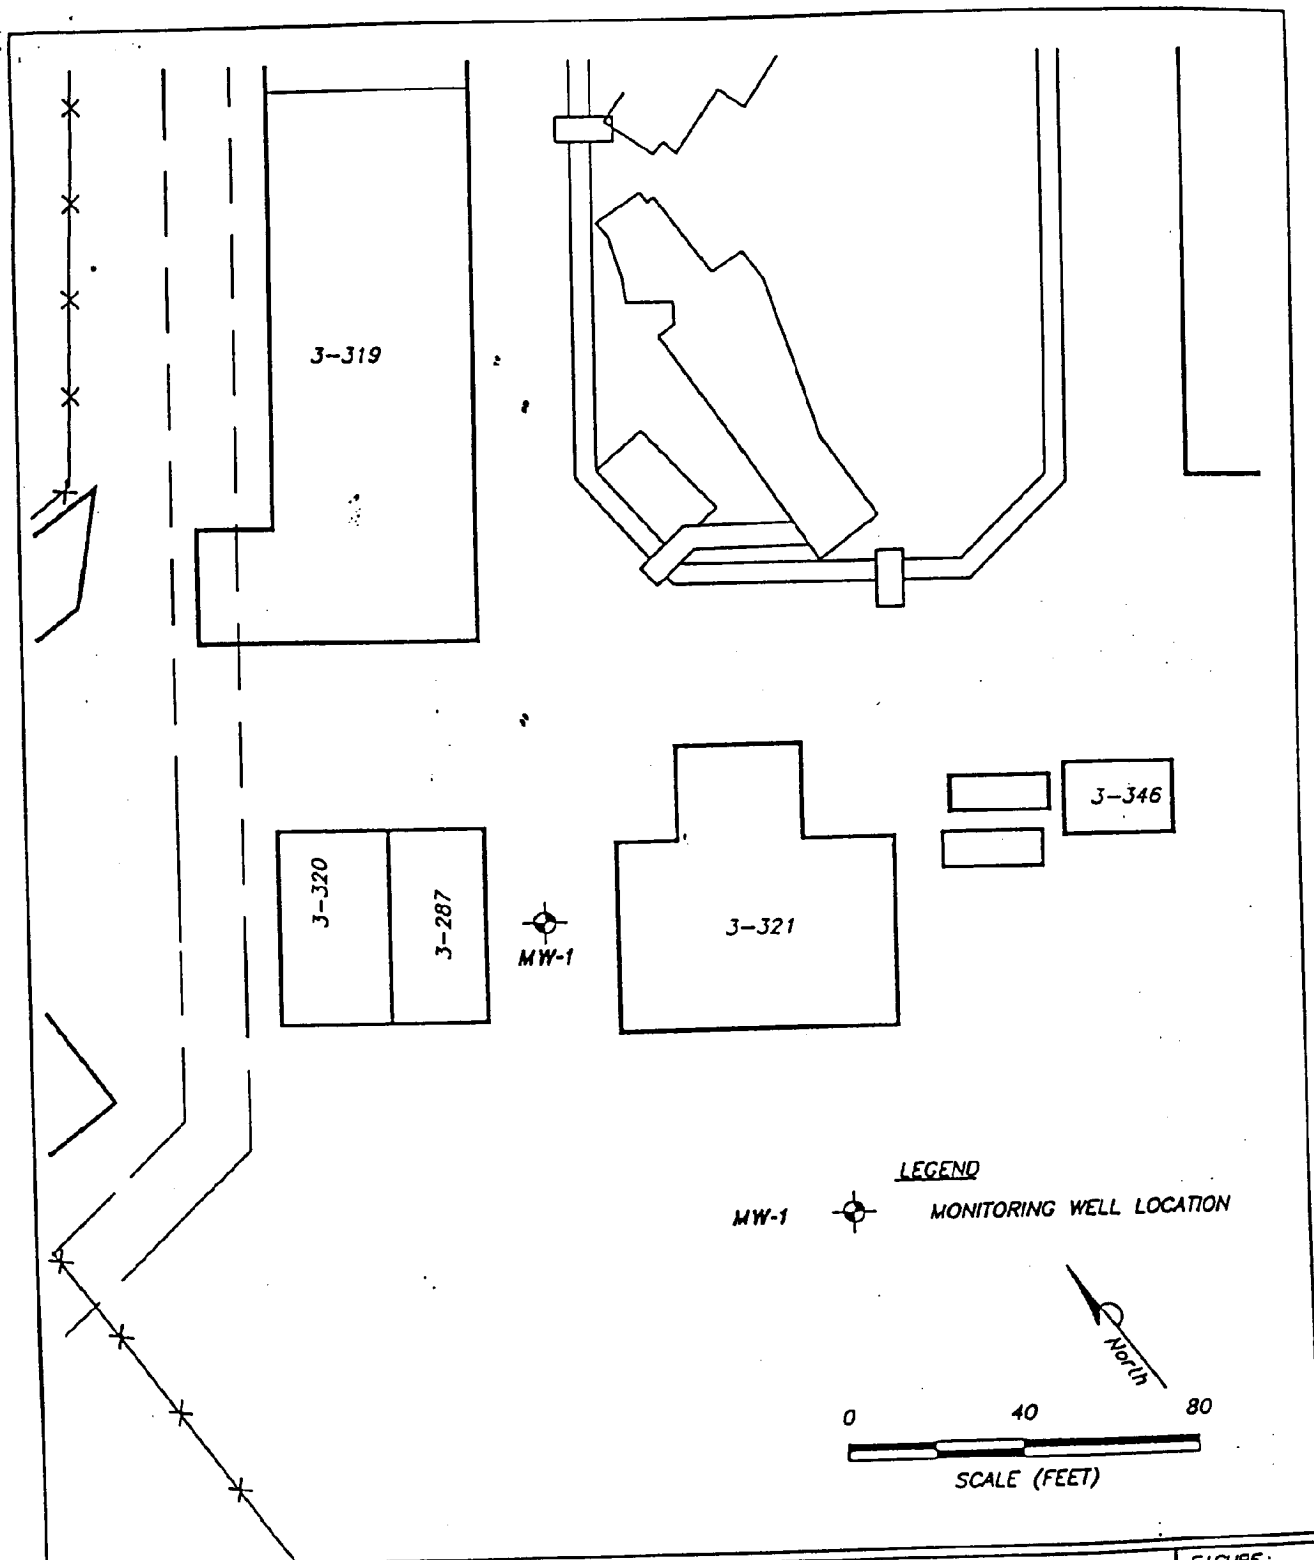 3-319
3-346
3-320
3-287
3-321
MW-1
LEGEND
MW-1 MONITORING WELL LOCATION
North
0 40 80
SCALE (FEET)
FIGURE: